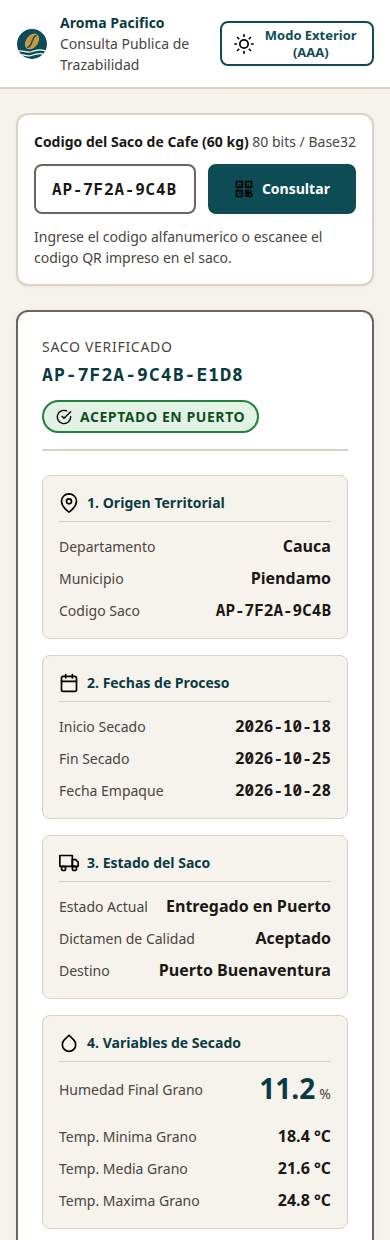 Aroma Pacifico
Consulta Publica de
Trazabilidad
Modo Exterior
(AAA)
Codigo del Saco de Cafe (60 kg) 80 bits / Base32
AP-7F2A-9C4B
Consultar
Ingrese el codigo alfanumerico o escanee el
codigo QR impreso en el saco.
SACO VERIFICADO
AP-7F2A-9C4B-E1D8
ACEPTADO EN PUERTO
1. Origen Territorial
Departamento Cauca
Municipio Piendamo
Codigo Saco AP-7F2A-9C4B
2. Fechas de Proceso
Inicio Secado 2026-10-18
Fin Secado 2026-10-25
Fecha Empaque 2026-10-28
3. Estado del Saco
Estado Actual Entregado en Puerto
Dictamen de Calidad Aceptado
Destino Puerto Buenaventura
4. Variables de Secado
Humedad Final Grano 11.2 %
Temp. Minima Grano 18.4 °C
Temp. Media Grano 21.6 °C
Temp. Maxima Grano 24.8 °C